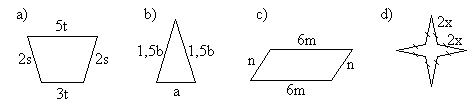 a) b) c) d)
5t
2s 2s
3t
1,5b 1,5b
a
6m
n n
6m
2x
2x